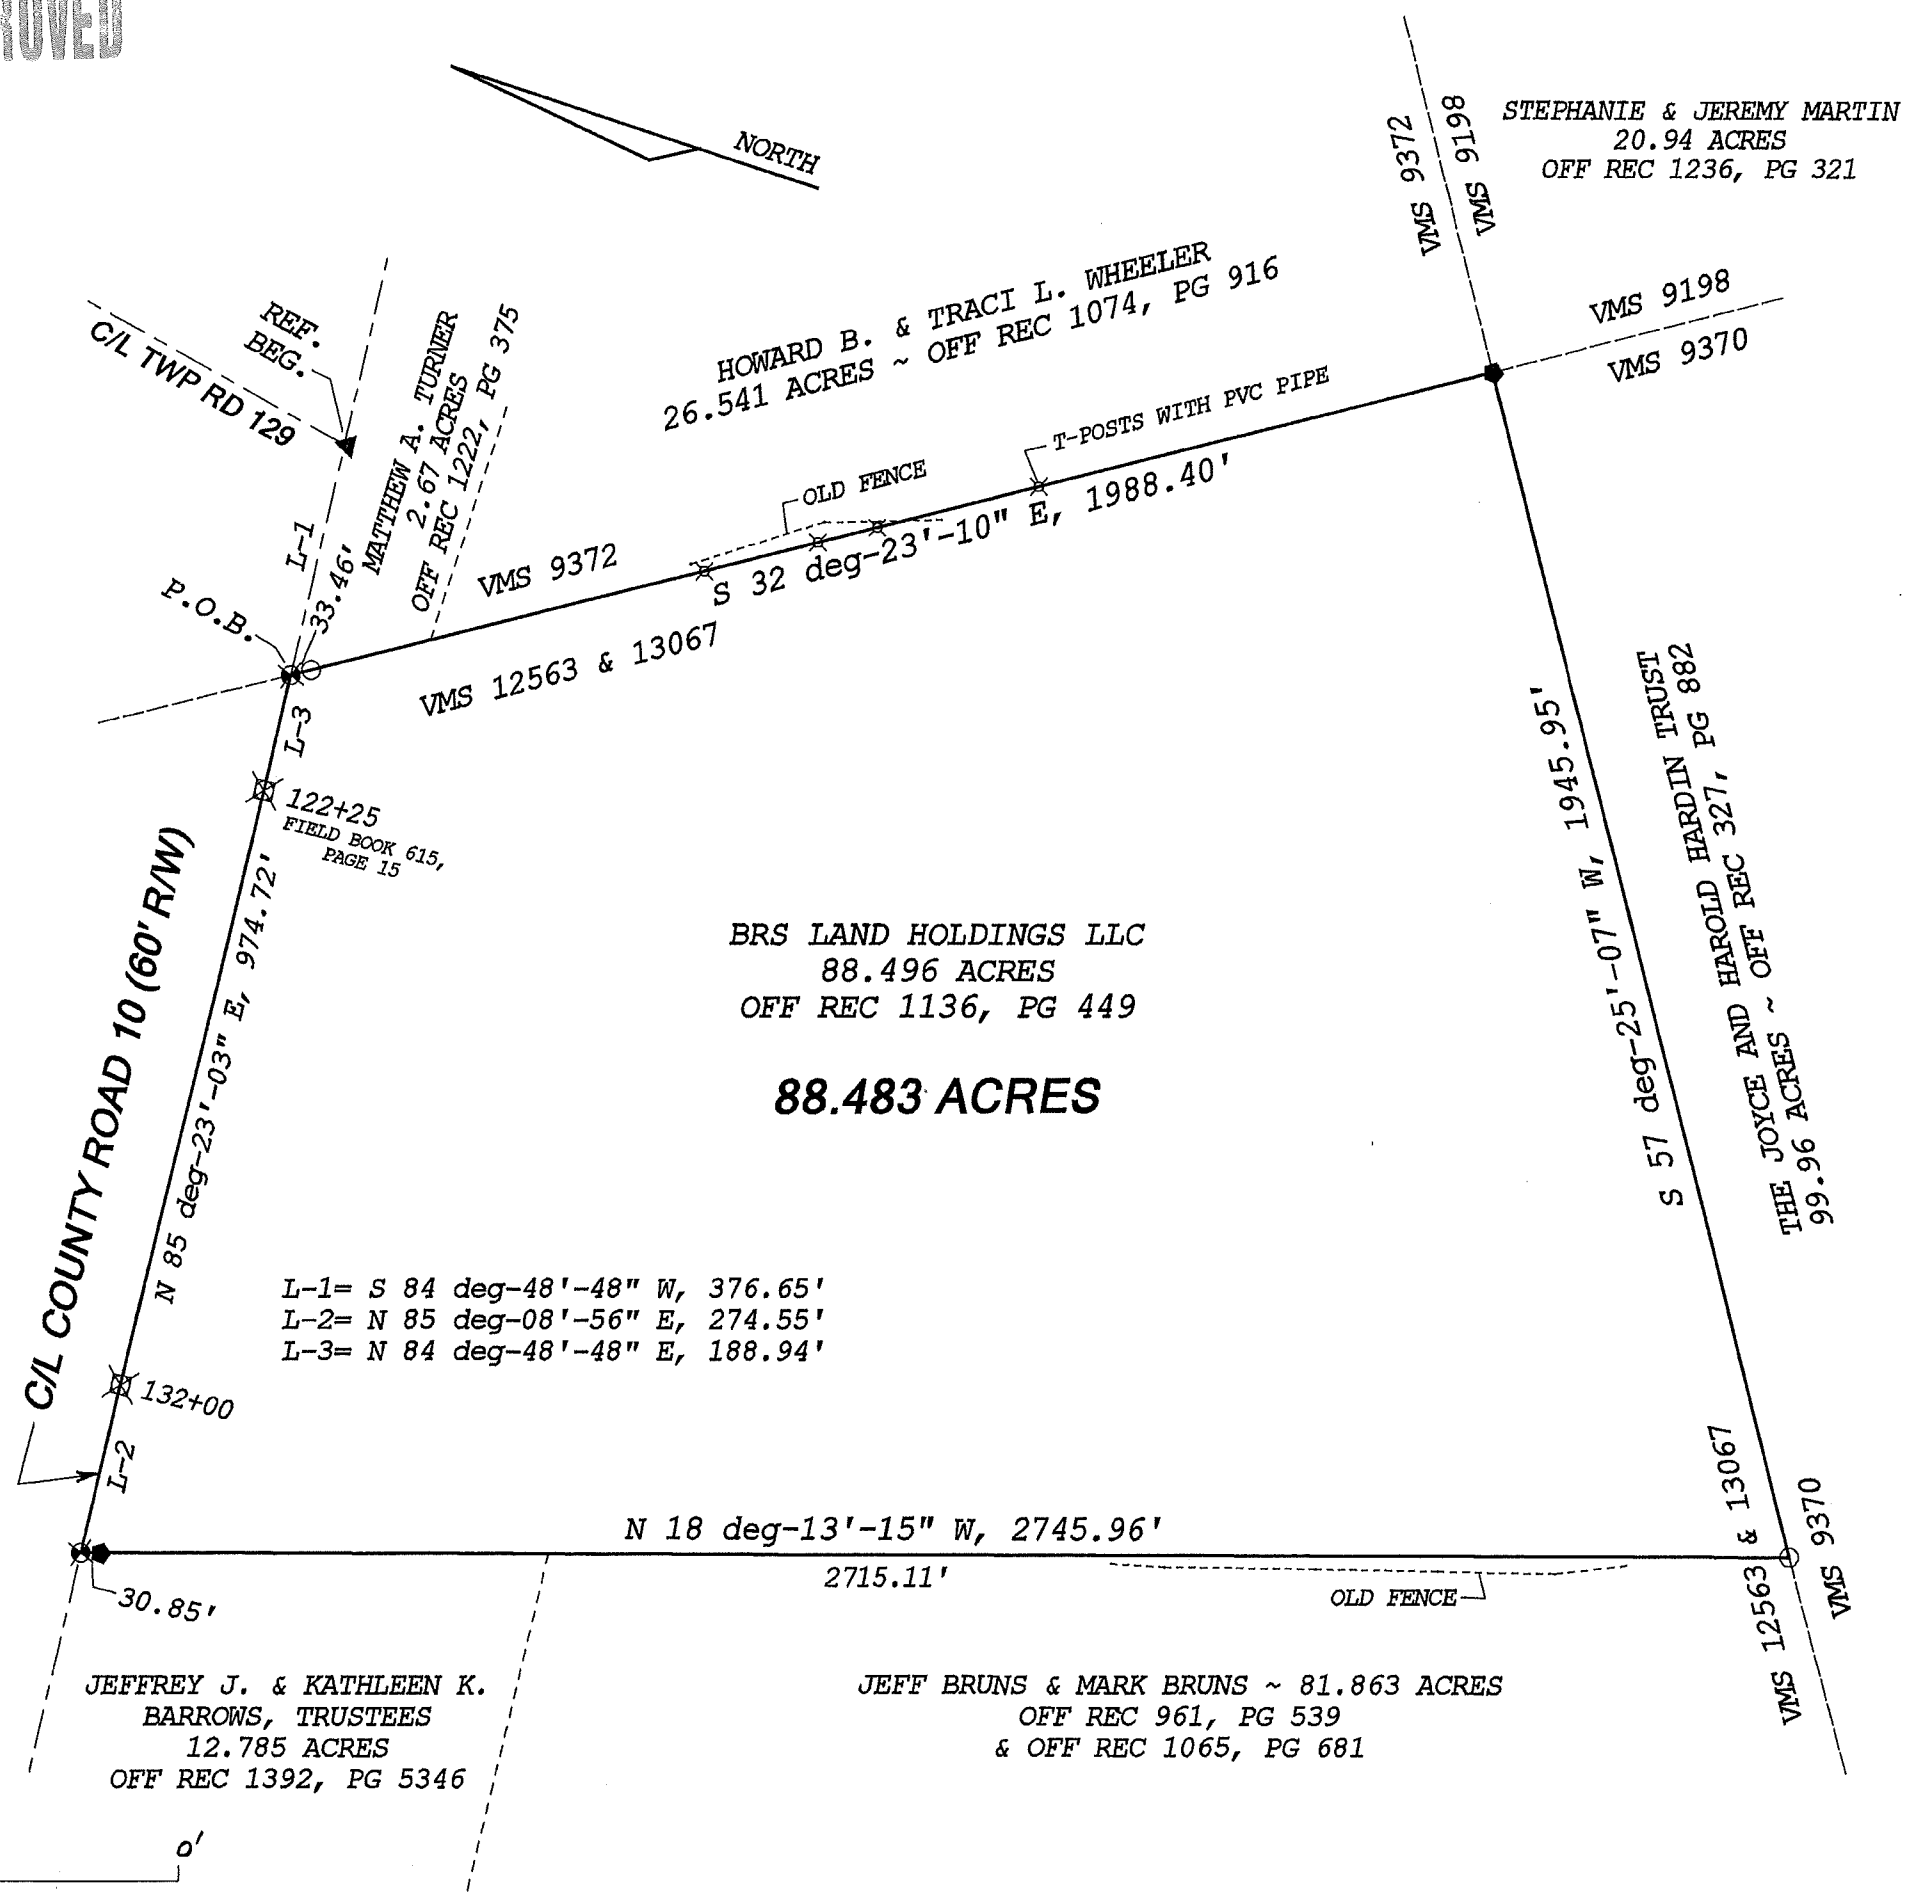 ROVED
NORTH
STEPHANIE & JEREMY MARTIN
20.94 ACRES
OFF REC 1236, PG 321
VMS 9372
VMS 9198
VMS 9198
VMS 9370
REF.
BEG.
C/L TWP RD 129
MATTHEW A. TURNER
2.67 ACRES
OFF REC 1222, PG 375
HOWARD B. & TRACI L. WHEELER
26.541 ACRES ~ OFF REC 1074, PG 916
T-POSTS WITH PVC PIPE
OLD FENCE
S 32 deg-23'-10" E, 1988.40'
VMS 9372
VMS 12563 & 13067
L-1
33.46'
P.O.B.
L-3
122+25
FIELD BOOK 615,
PAGE 15
C/L COUNTY ROAD 10 (60' R/W)
N 85 deg-23'-03" E, 974.72'
BRS LAND HOLDINGS LLC
88.496 ACRES
OFF REC 1136, PG 449
88.483 ACRES
S 57 deg-25'-07" W, 1945.95'
THE JOYCE AND HAROLD HARDIN TRUST
99.96 ACRES ~ OFF REC 327, PG 882
L-1= S 84 deg-48'-48" W, 376.65'
L-2= N 85 deg-08'-56" E, 274.55'
L-3= N 84 deg-48'-48" E, 188.94'
132+00
L-2
N 18 deg-13'-15" W, 2745.96'
2715.11'
30.85'
OLD FENCE
VMS 12563 & 13067
VMS 9370
JEFFREY J. & KATHLEEN K.
BARROWS, TRUSTEES
12.785 ACRES
OFF REC 1392, PG 5346
JEFF BRUNS & MARK BRUNS ~ 81.863 ACRES
OFF REC 961, PG 539
& OFF REC 1065, PG 681
0'